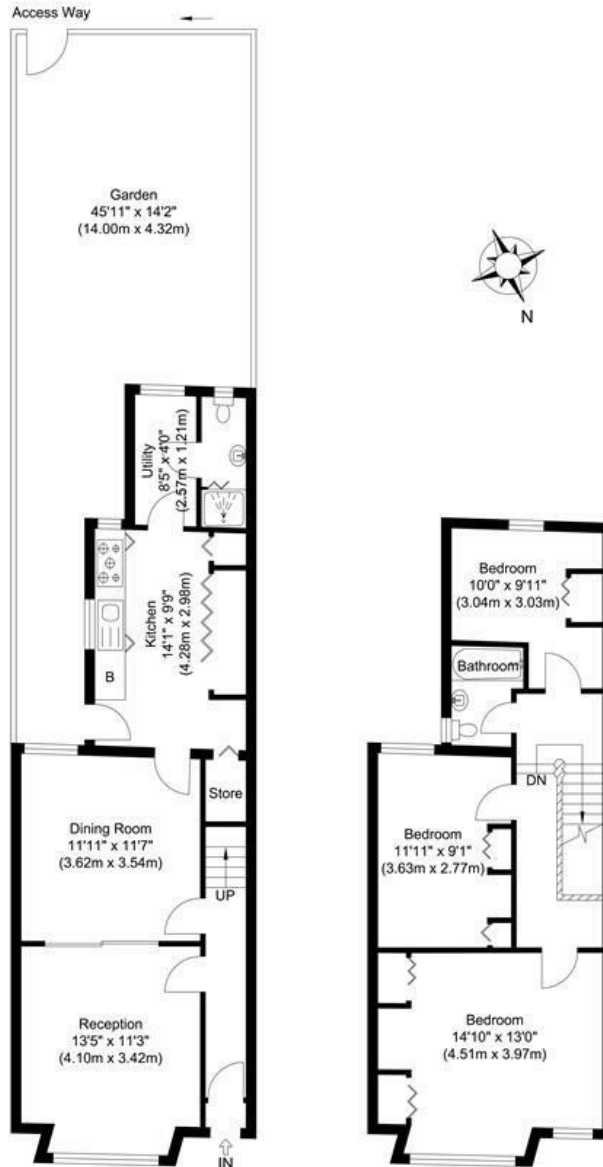 Access Way
Garden
45'11" x 14'2"
(14.00m x 4.32m)
N
Utility
8'5" x 4'0"
(2.57m x 1.21m)
Kitchen
14'1" x 9'9"
(4.28m x 2.98m)
B
Store
Dining Room
11'11" x 11'7"
(3.62m x 3.54m)
UP
Reception
13'5" x 11'3"
(4.10m x 3.42m)
IN
Bedroom
10'0" x 9'11"
(3.04m x 3.03m)
Bathroom
DN
Bedroom
11'11" x 9'1"
(3.63m x 2.77m)
Bedroom
14'10" x 13'0"
(4.51m x 3.97m)